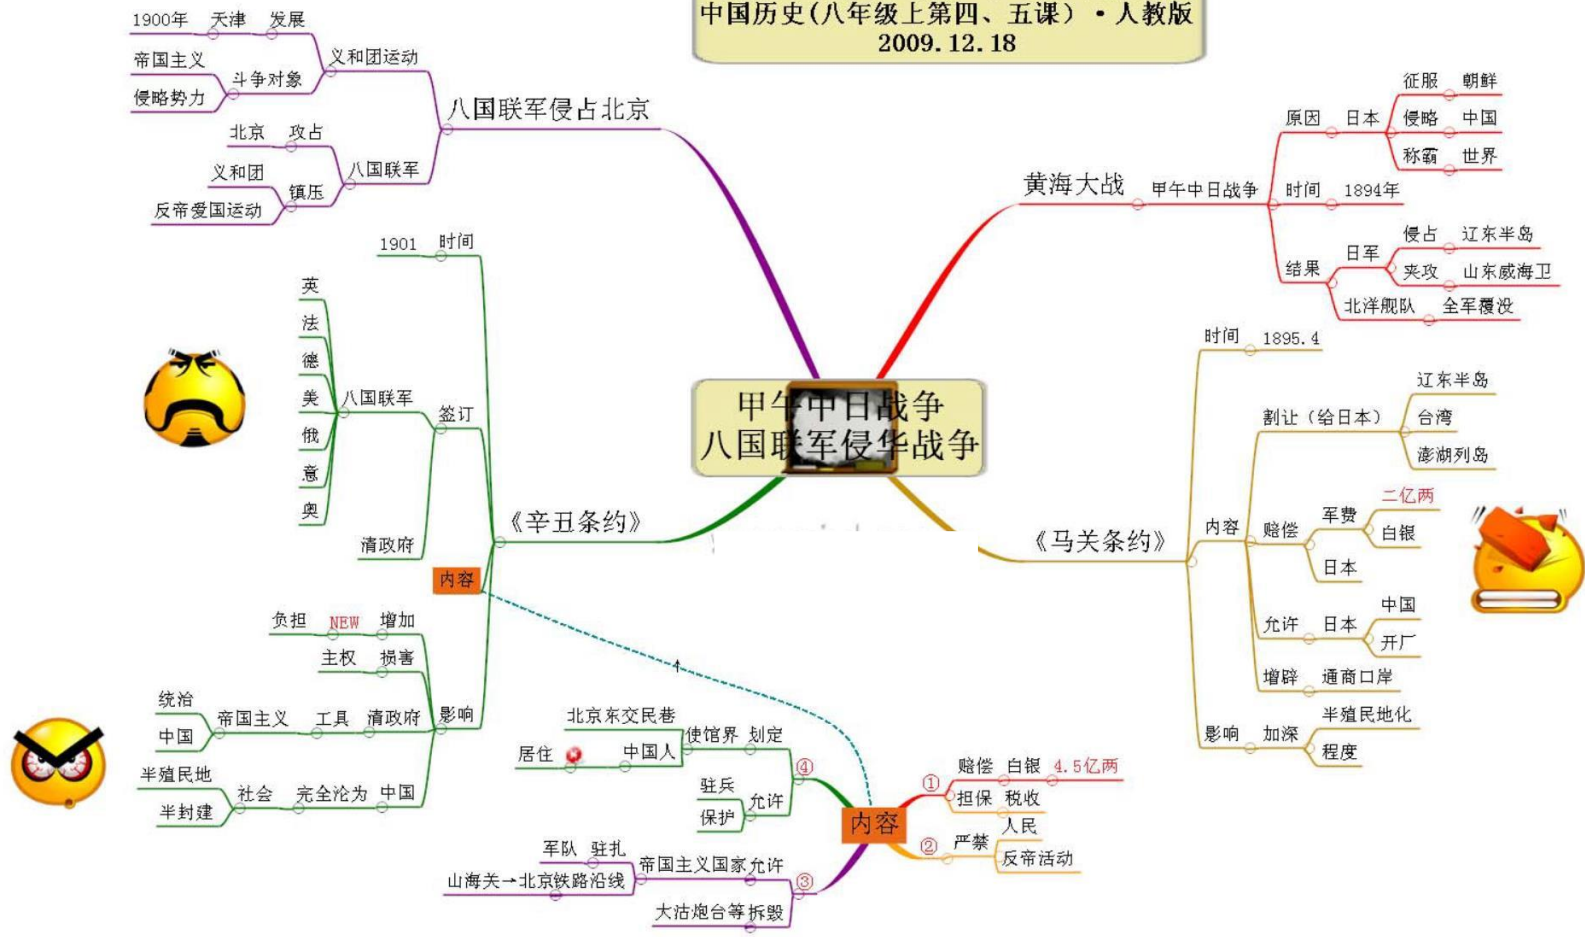 中国历史(八年级上第四、五课）·人教版
2009.12.18
甲午中日战争
八国联军侵华战争
黄海大战
甲午中日战争
原因
日本
征服
朝鲜
侵略
中国
称霸
世界
时间
1894年
结果
日军
侵占
辽东半岛
夹攻
山东威海卫
北洋舰队
全军覆没
《马关条约》
时间
1895.4
内容
割让（给日本）
辽东半岛
台湾
澎湖列岛
赔偿
军费
二亿两
白银
日本
允许
日本
中国
开厂
增辟
通商口岸
影响
加深
半殖民地化
程度
八国联军侵占北京
义和团运动
发展
天津
1900年
斗争对象
帝国主义
侵略势力
八国联军
攻占
北京
镇压
义和团
反帝爱国运动
《辛丑条约》
时间
1901
签订
八国联军
英
法
德
美
俄
意
奥
清政府
内容
影响
增加
NEW
负担
损害
主权
清政府
工具
帝国主义
统治
中国
中国
完全沦为
社会
半殖民地
半封建
内容
①
赔偿
白银
4.5亿两
担保
税收
②
严禁
人民
反帝活动
③
允许
帝国主义国家
驻扎
军队
山海关→北京铁路沿线
拆毁
大沽炮台等
④
划定
使馆界
北京东交民巷
中国人
居住
允许
驻兵
保护